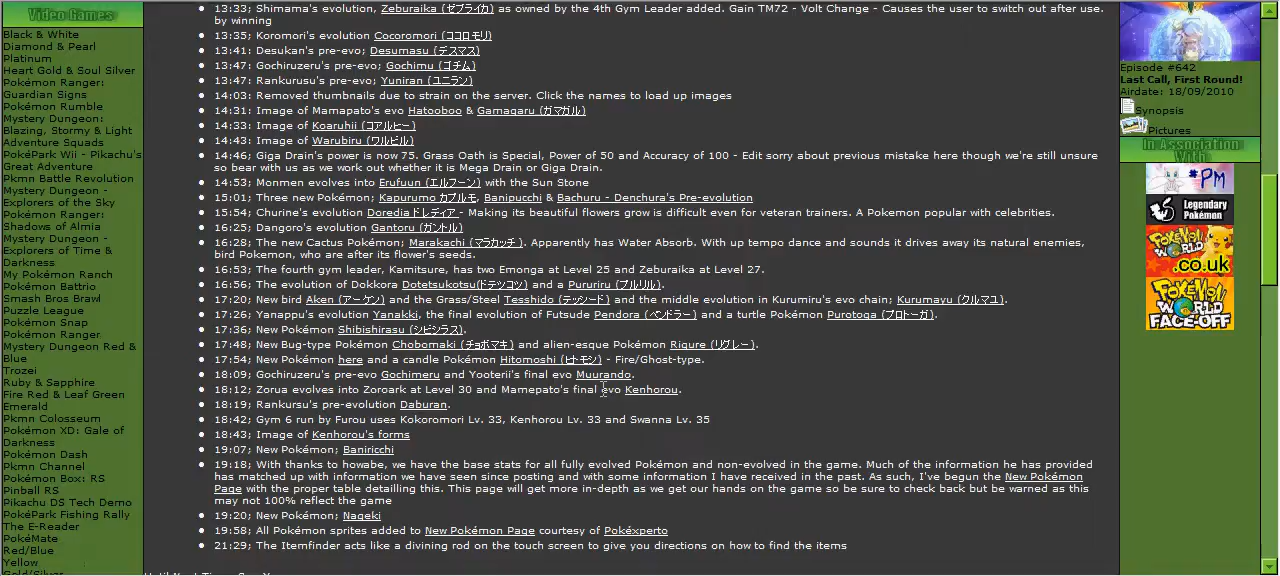 Video Games
Black & White
Diamond & Pearl
Platinum
Heart Gold & Soul Silver
Pokémon Ranger:
Guardian Signs
Pokémon Rumble
Mystery Dungeon:
Blazing, Stormy & Light
Adventure Squads
PokéPark Wii - Pikachu's
Great Adventure
Pkmn Battle Revolution
Mystery Dungeon -
Explorers of the Sky
Pokémon Ranger:
Shadows of Almia
Mystery Dungeon -
Explorers of Time &
Darkness
My Pokémon Ranch
Pokémon Battrio
Smash Bros Brawl
Puzzle League
Pokémon Snap
Pokémon Ranger
Mystery Dungeon Red &
Blue
Trozei
Ruby & Sapphire
Fire Red & Leaf Green
Emerald
Pkmn Colosseum
Pokémon XD: Gale of
Darkness
Pokémon Dash
Pkmn Channel
Pokémon Box: RS
Pinball RS
Pikachu DS Tech Demo
PokéPark Fishing Rally
The E-Reader
PokéMate
Red/Blue
Yellow
Gold/Silver
13:33; Shimama's evolution, Zeburaika (ゼブライカ) as owned by the 4th Gym Leader added. Gain TM72 - Volt Change - Causes the user to switch out after use.
by winning
13:35; Koromori's evolution Cocoromori (ココロモリ)
13:41: Desukan's pre-evo; Desumasu (デスマス)
13:47: Gochiruzeru's pre-evo; Gochimu (ゴチム)
13:47: Rankurusu's pre-evo; Yuniran (ユニラン)
14:03: Removed thumbnails due to strain on the server. Click the names to load up images
14:31: Image of Mamapato's evo Hatooboo & Gamagaru (ガマガル)
14:33: Image of Koaruhii (コアルヒー)
14:43: Image of Warubiru (ワルビル)
14:46; Giga Drain's power is now 75. Grass Oath is Special, Power of 50 and Accuracy of 100 - Edit sorry about previous mistake here though we're still unsure
so bear with us as we work out whether it is Mega Drain or Giga Drain.
14:53; Monmen evolves into Erufuun (エルフーン) with the Sun Stone
15:01; Three new Pokémon; Kapurumo カブルモ, Banipucchi & Bachuru - Denchura's Pre-evolution
15:54; Churine's evolution Doredia ドレディア - Making its beautiful flowers grow is difficult even for veteran trainers. A Pokemon popular with celebrities.
16:25; Dangoro's evolution Gantoru (ガントル)
16:28; The new Cactus Pokémon; Marakachi (マラカッチ ). Apparently has Water Absorb. With up tempo dance and sounds it drives away its natural enemies,
bird Pokemon, who are after its flower's seeds.
16:53; The fourth gym leader, Kamitsure, has two Emonga at Level 25 and Zeburaika at Level 27.
16:56; The evolution of Dokkora Dotetsukotsu(ドテッコツ) and a Pururiru (プルリル).
17:20; New bird Aken (アーケン) and the Grass/Steel Tesshido (テッシード) and the middle evolution in Kurumiru's evo chain; Kurumayu (クルマユ).
17:26; Yanappu's evolution Yanakki, the final evolution of Futsude Pendora (ペンドラー) and a turtle Pokémon Purotoga (プロトーガ).
17:36; New Pokémon Shibishirasu (シビシラス).
17:48; New Bug-type Pokémon Chobomaki (チョボマキ) and alien-esque Pokémon Rigure (リグレー).
17:54; New Pokémon here and a candle Pokémon Hitomoshi (ヒトモシ) - Fire/Ghost-type.
18:09; Gochiruzeru's pre-evo Gochimeru and Yooterii's final evo Muurando.
18:12; Zorua evolves into Zoroark at Level 30 and Mamepato's final evo Kenhorou.
18:19; Rankursu's pre-evolution Daburan.
18:42; Gym 6 run by Furou uses Kokoromori Lv. 33, Kenhorou Lv. 33 and Swanna Lv. 35
18:43; Image of Kenhorou's forms
19:07; New Pokémon; Baniricchi
19:18; With thanks to howabe, we have the base stats for all fully evolved Pokémon and non-evolved in the game. Much of the information he has provided
has matched up with information we have seen since posting and with some information I have received in the past. As such, I've begun the New Pokémon
Page with the proper table detailling this. This page will get more in-depth as we get our hands on the game so be sure to check back but be warned as this
may not 100% reflect the game
19:20; New Pokémon; Nageki
19:58; All Pokémon sprites added to New Pokémon Page courtesy of Pokéxperto
21:29; The Itemfinder acts like a divining rod on the touch screen to give you directions on how to find the items
Episode #642
Last Call, First Round!
Airdate: 18/09/2010
Synopsis
Pictures
In Association
With
#PM
Legendary
Pokémon
POKEMON
WORLD
.co.uk
POKEMON
WORLD
FACE-OFF